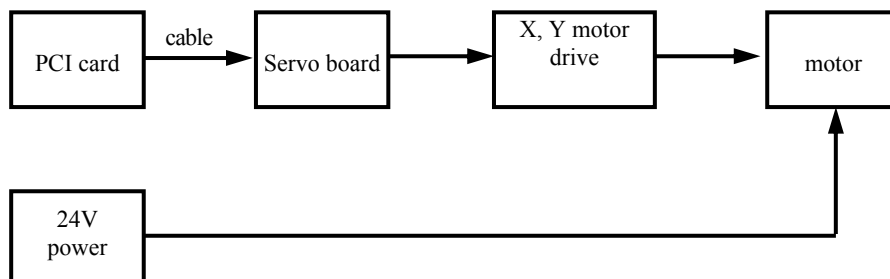 PCI card
cable
Servo board
X, Y motor
drive
motor
24V
power